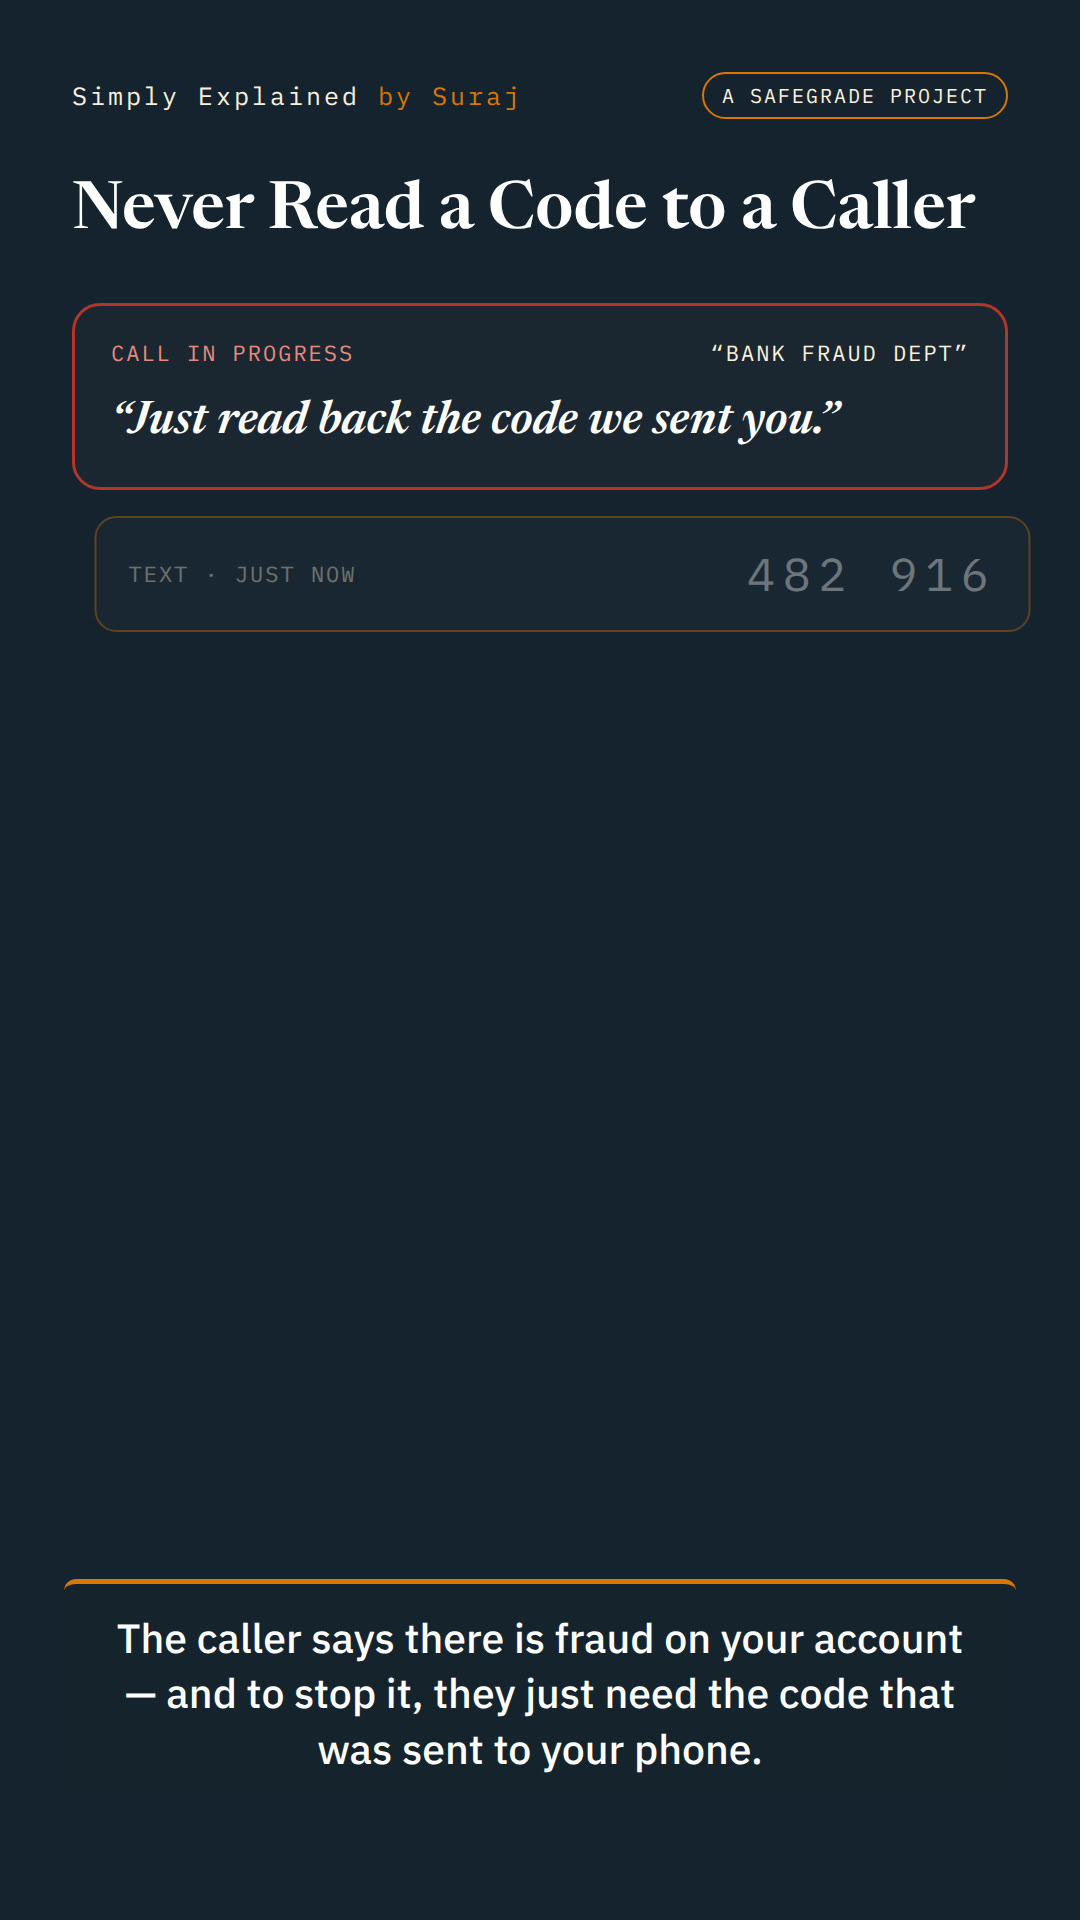 Simply Explained by Suraj
A SAFEGRADE PROJECT
Never Read a Code to a Caller
CALL IN PROGRESS
“BANK FRAUD DEPT”
“Just read back the code we sent you.”
TEXT · JUST NOW
482 916
The caller says there is fraud on your account
— and to stop it, they just need the code that
was sent to your phone.